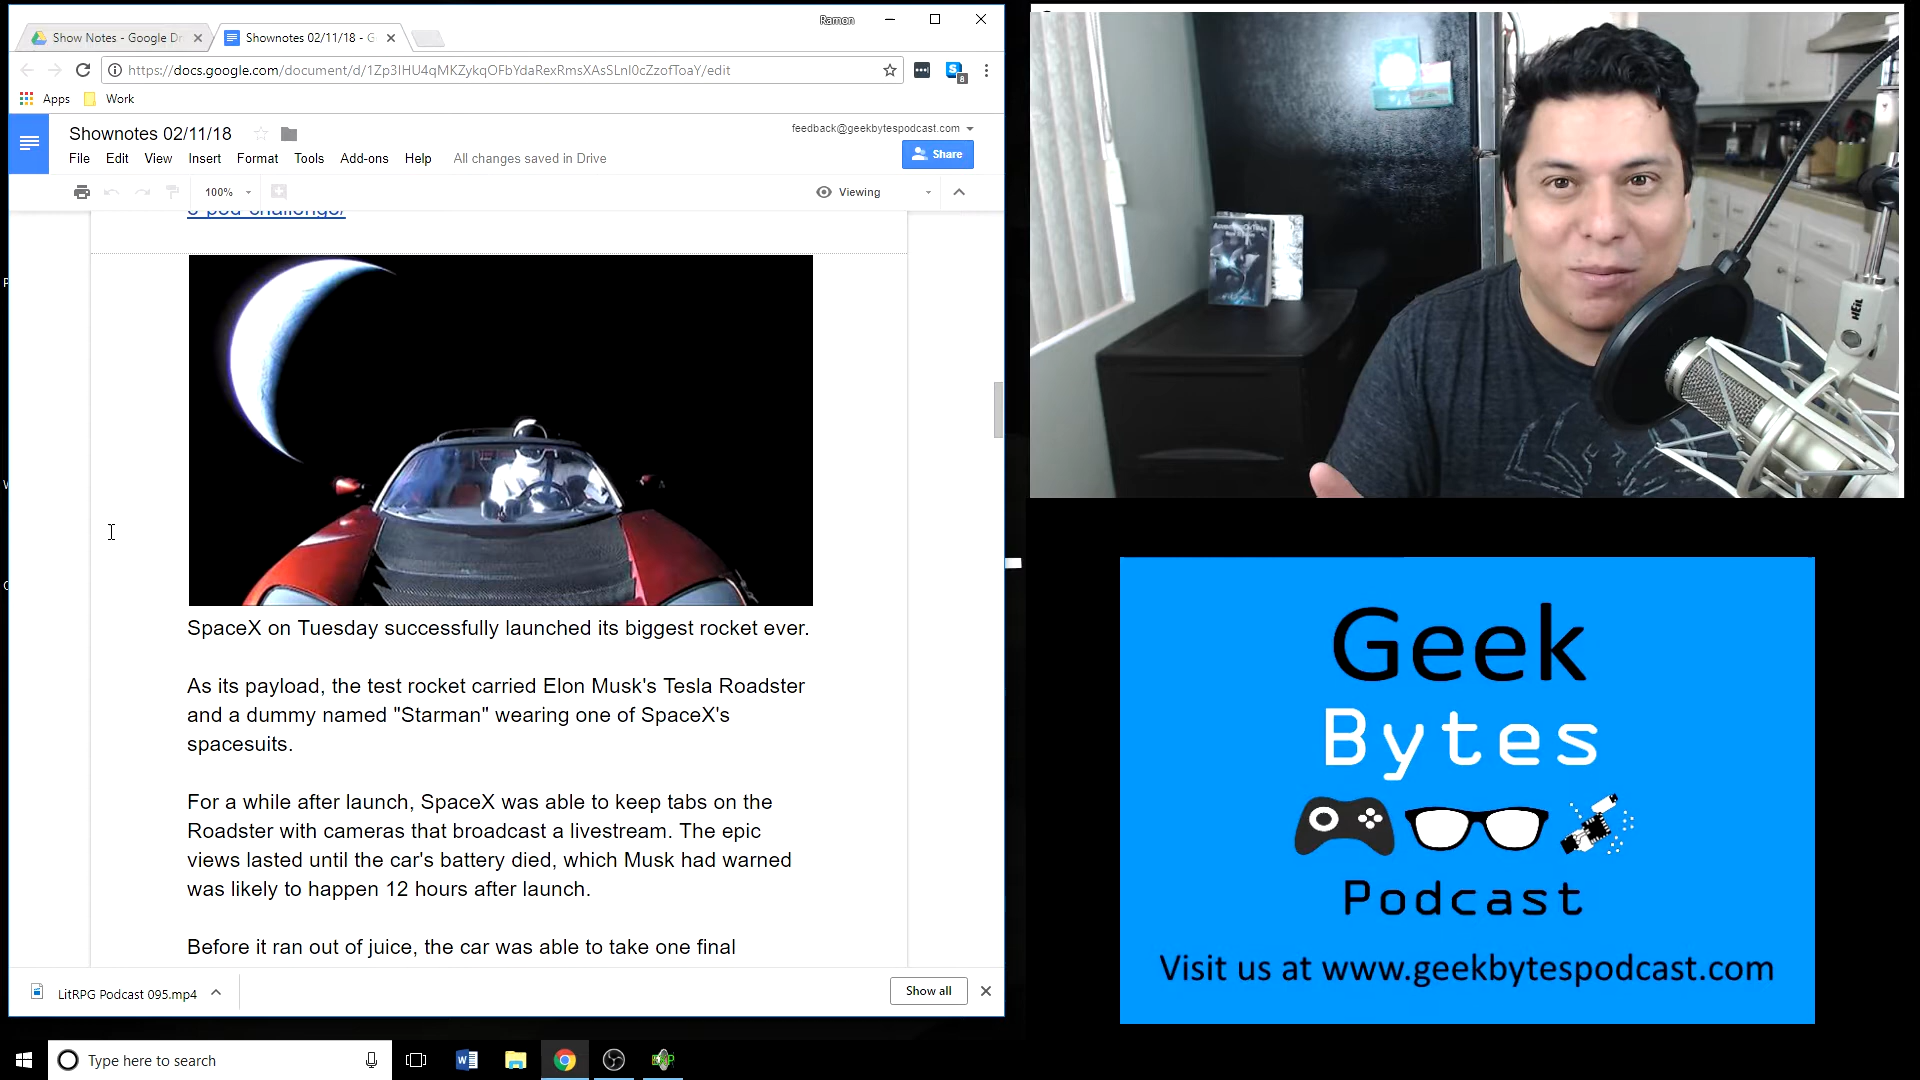 Ramon
Show Notes - Google Dr
Shownotes 02/11/18 - G
https://docs.google.com/document/d/1Zp3IHU4qMKZykqOFbYdaRexRmsXAsSLnI0cZzofToaY/edit
8
Apps
Work
Shownotes 02/11/18
feedback@geekbytespodcast.com
File Edit View Insert Format Tools Add-ons Help All changes saved in Drive
Share
100%
Viewing
SpaceX on Tuesday successfully launched its biggest rocket ever.
As its payload, the test rocket carried Elon Musk's Tesla Roadster
and a dummy named "Starman" wearing one of SpaceX's
spacesuits.
For a while after launch, SpaceX was able to keep tabs on the
Roadster with cameras that broadcast a livestream. The epic
views lasted until the car's battery died, which Musk had warned
was likely to happen 12 hours after launch.
Before it ran out of juice, the car was able to take one final
LitRPG Podcast 095.mp4
Show all
Type here to search
HEiL
Geek
Bytes
Podcast
Visit us at www.geekbytespodcast.com